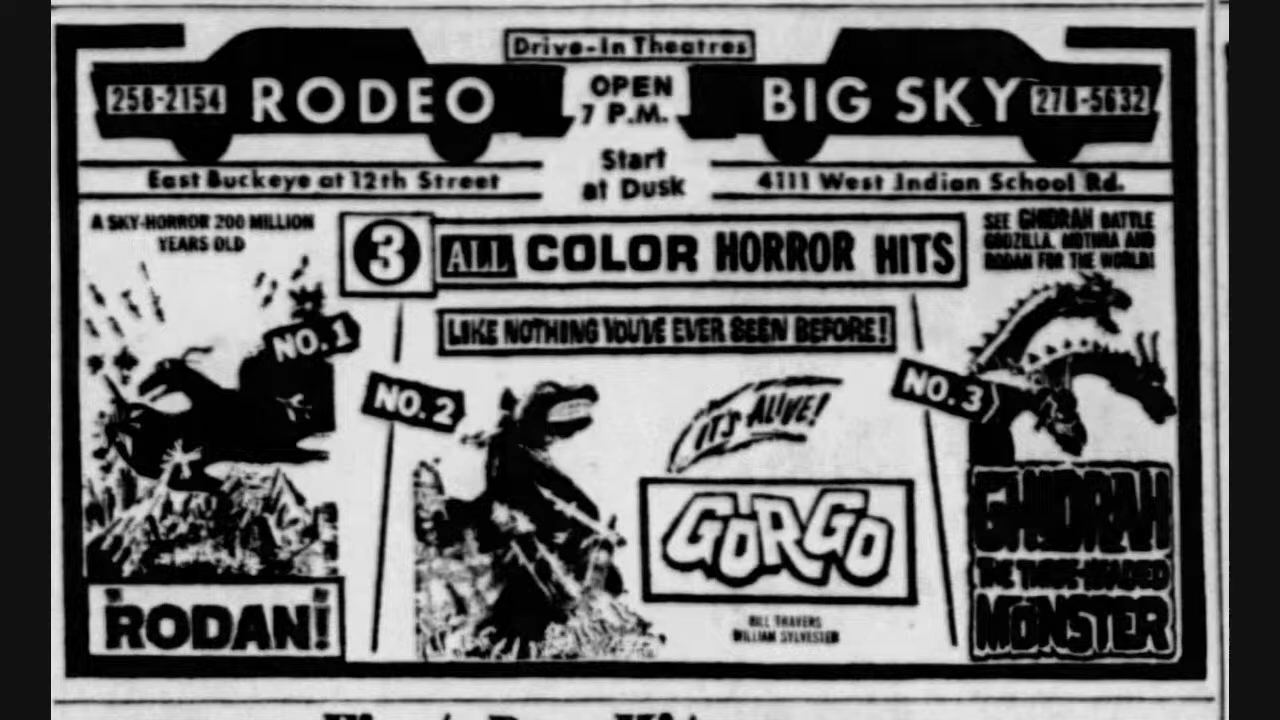 Drive-In Theatres
258-2154 RODEO
OPEN
7 P.M.
BIG SKY 278-5632
East Buckeye at 12th Street
Start
at Dusk
4111 West Indian School Rd.
A SKY-HORROR 200 MILLION
YEARS OLD
3 ALL COLOR HORROR HITS
SEE GHIDRAH BATTLE
GODZILLA, MOTHRA AND
RODAN FOR THE WORLD!
LIKE NOTHING YOU'VE EVER SEEN BEFORE!
NO. 1
RODAN!
NO. 2
IT'S ALIVE!
GORGO
BILL TRAVERS
WILLIAM SYLVESTER
NO. 3
GHIDRAH
THE THREE-HEADED
MONSTER